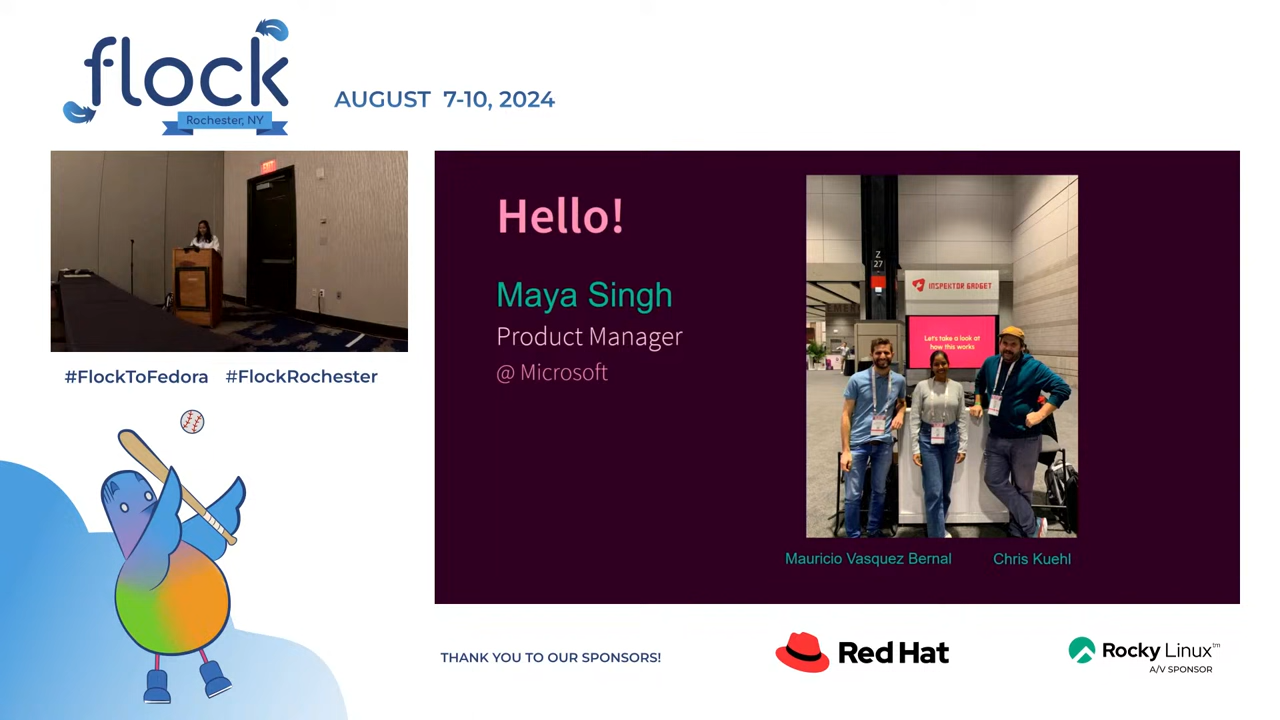 flock
Rochester, NY
AUGUST 7-10, 2024
#FlockToFedora #FlockRochester
Hello!
Maya Singh
Product Manager
@ Microsoft
Z
27
INSPEKTOR GADGET
Let's take a look at
how this works
Mauricio Vasquez Bernal
Chris Kuehl
THANK YOU TO OUR SPONSORS!
Red Hat
Rocky Linux™
A/V SPONSOR